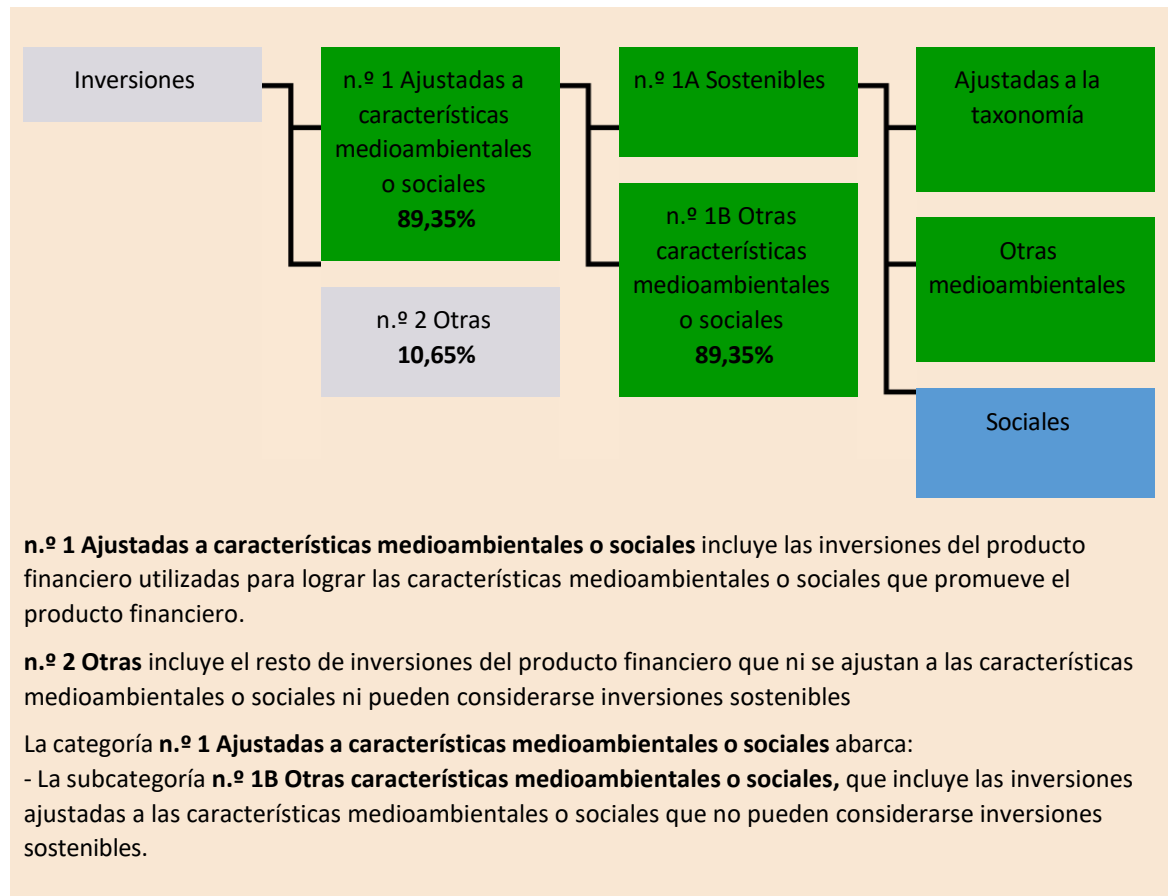 Inversiones
n.º 1 Ajustadas a
características
medioambientales
o sociales
89,35%
n.º 2 Otras
10,65%
n.º 1A Sostenibles
n.º 1B Otras
características
medioambientales
o sociales
89,35%
Ajustadas a la
taxonomía
Otras
medioambientales
Sociales
n.º 1 Ajustadas a características medioambientales o sociales incluye las inversiones del producto
financiero utilizadas para lograr las características medioambientales o sociales que promueve el
producto financiero.
n.º 2 Otras incluye el resto de inversiones del producto financiero que ni se ajustan a las características
medioambientales o sociales ni pueden considerarse inversiones sostenibles
La categoría n.º 1 Ajustadas a características medioambientales o sociales abarca:
- La subcategoría n.º 1B Otras características medioambientales o sociales, que incluye las inversiones
ajustadas a las características medioambientales o sociales que no pueden considerarse inversiones
sostenibles.